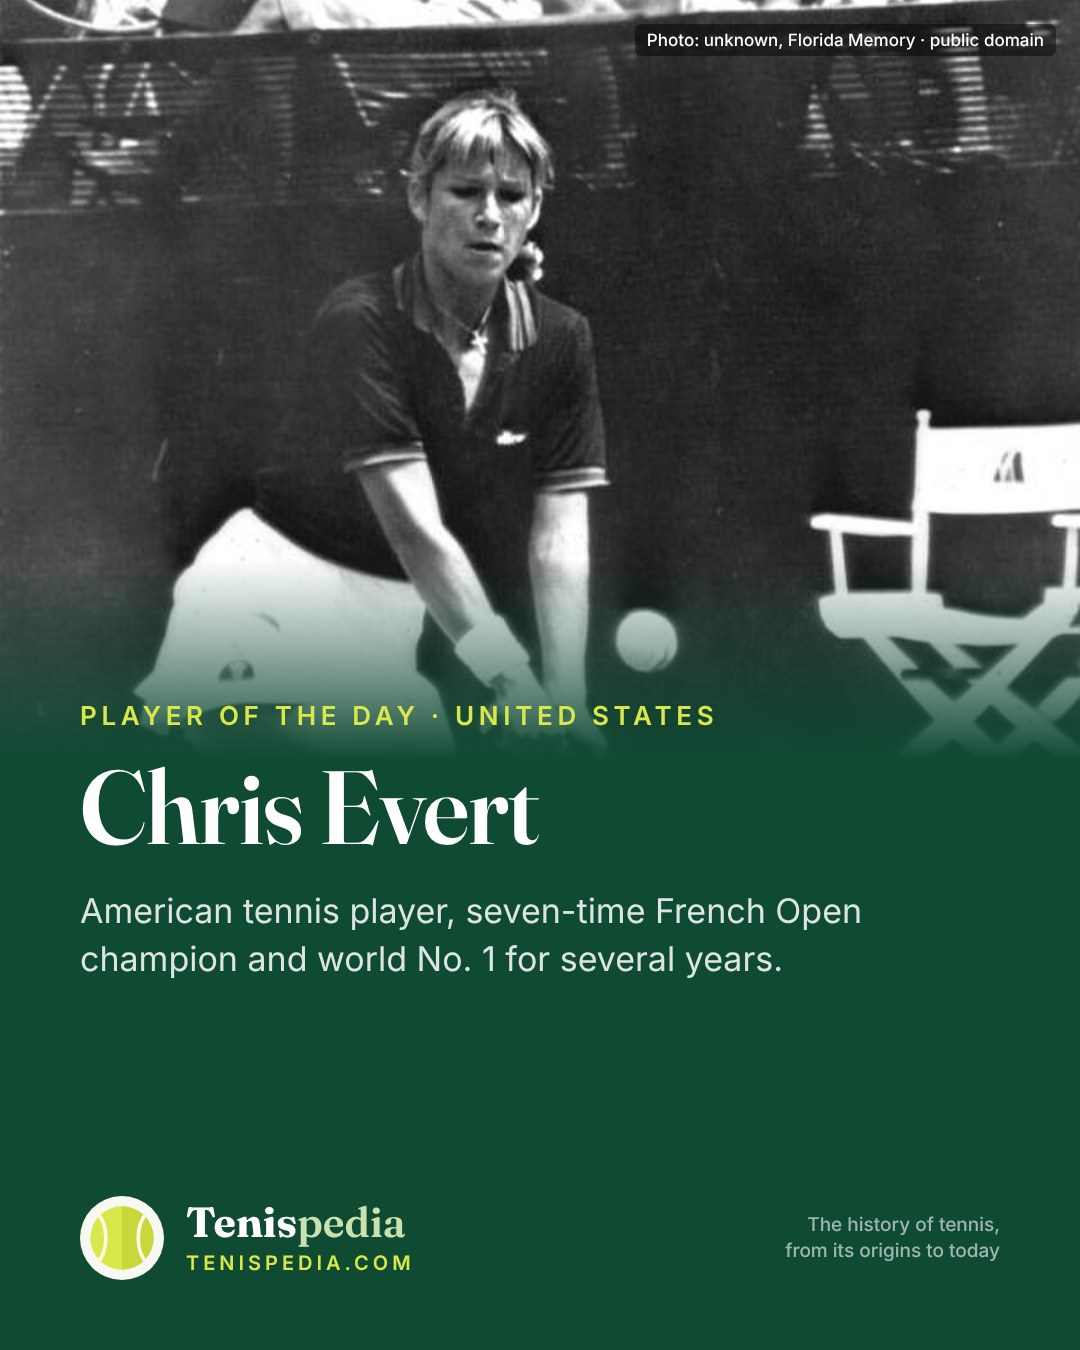 Photo: unknown, Florida Memory · public domain
PLAYER OF THE DAY · UNITED STATES
Chris Evert
American tennis player, seven-time French Open
champion and world No. 1 for several years.
Tenispedia
TENISPEDIA.COM
The history of tennis,
from its origins to today